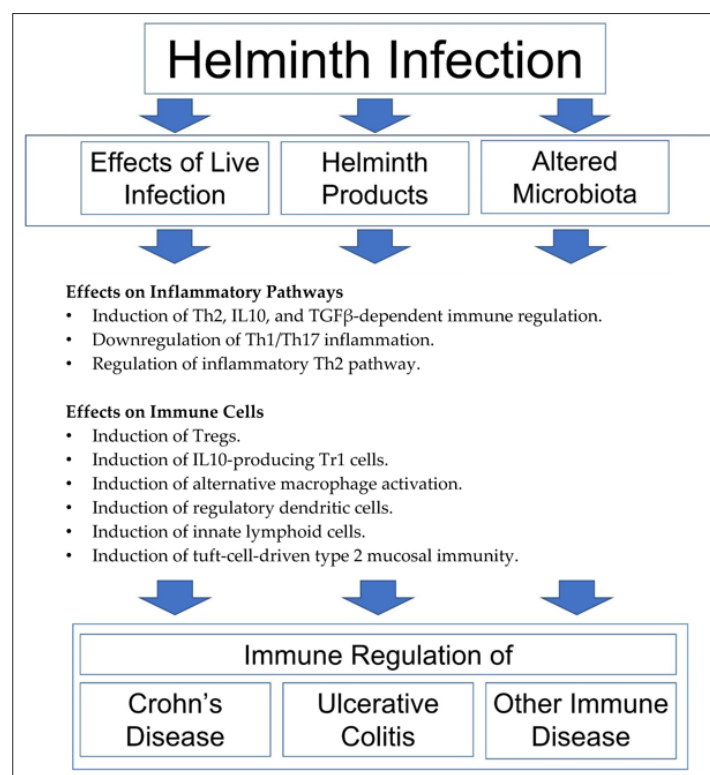 Helminth Infection
Effects of Live Infection
Helminth Products
Altered Microbiota
Effects on Inflammatory Pathways
• Induction of Th2, IL10, and TGFβ-dependent immune regulation.
• Downregulation of Th1/Th17 inflammation.
• Regulation of inflammatory Th2 pathway.
Effects on Immune Cells
• Induction of Tregs.
• Induction of IL10-producing Tr1 cells.
• Induction of alternative macrophage activation.
• Induction of regulatory dendritic cells.
• Induction of innate lymphoid cells.
• Induction of tuft-cell-driven type 2 mucosal immunity.
Immune Regulation of
Crohn’s Disease
Ulcerative Colitis
Other Immune Disease